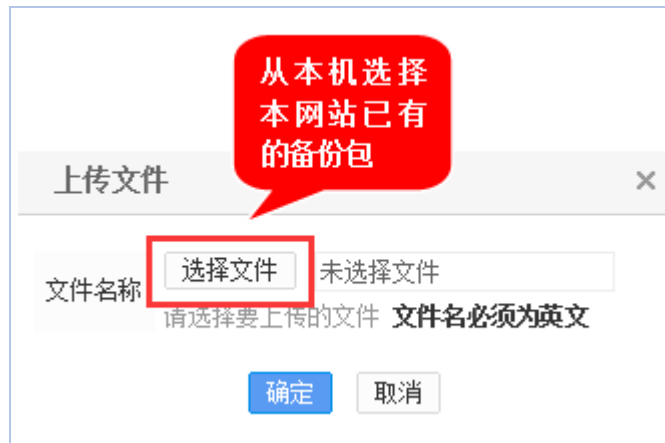 从本机选择
本网站已有
的备份包
上传文件
文件名称
选择文件
未选择文件
请选择要上传的文件 文件名必须为英文
确定
取消